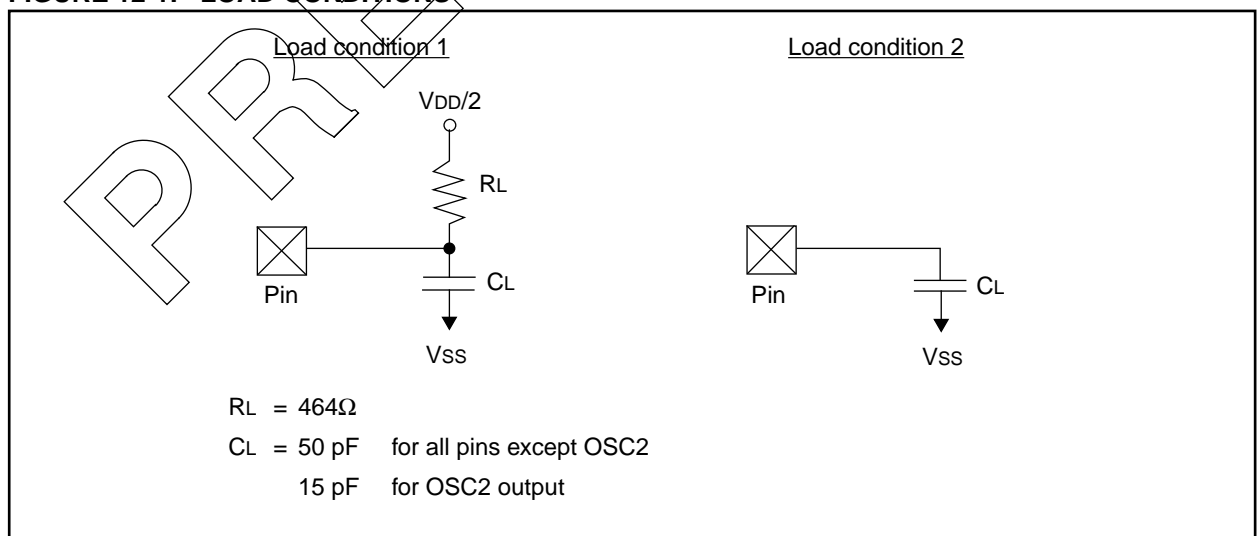 Load condition 1
Load condition 2
VDD/2
RL
Pin
CL
VSS
Pin
CL
VSS
RL = 464Ω
CL = 50 pF for all pins except OSC2
15 pF for OSC2 output